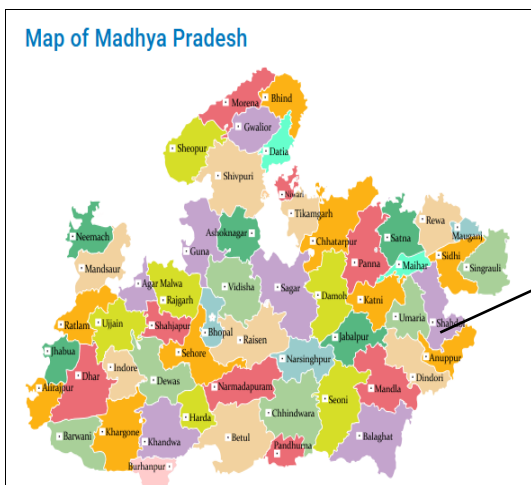 Map of Madhya Pradesh
Bhind
Morena
Gwalior
Sheopur
Datia
Shivpuri
Niwari
Tikamgarh
Rewa
Neemach
Ashoknagar
Chhatarpur
Satna
Mauganj
Guna
Panna
Sidhi
Mandsaur
Maihar
Singrauli
Agar Malwa
Vidisha
Sagar
Rajgarh
Damoh
Katni
Ratlam
Ujjain
Shahjapur
Bhopal
Umaria
Shahdol
Raisen
Jabalpur
Jhabua
Sehore
Narsinghpur
Anuppur
Indore
Dhar
Dewas
Dindori
Alirajpur
Narmadapuram
Mandla
Seoni
Chhindwara
Harda
Barwani
Khargone
Khandwa
Betul
Pandhurna
Balaghat
Burhanpur